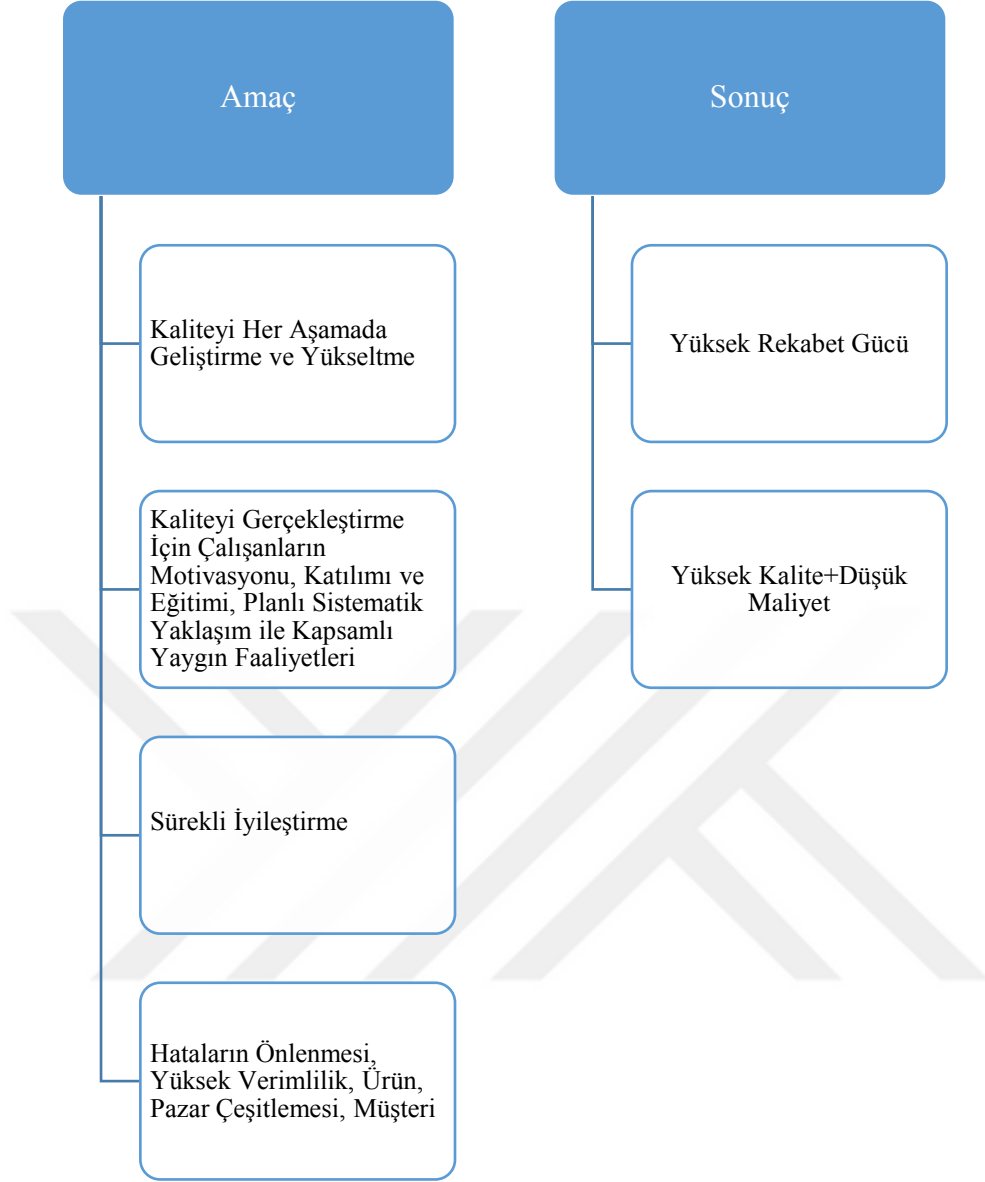 Amaç
Kaliteyi Her Aşamada
Geliştirme ve Yükseltme
Kaliteyi Gerçekleştirme
İçin Çalışanların
Motivasyonu, Katılımı ve
Eğitimi, Planlı Sistematik
Yaklaşım ile Kapsamlı
Yaygın Faaliyetleri
Sürekli İyileştirme
Hataların Önlenmesi,
Yüksek Verimlilik, Ürün,
Pazar Çeşitlemesi, Müşteri
Sonuç
Yüksek Rekabet Gücü
Yüksek Kalite+Düşük
Maliyet